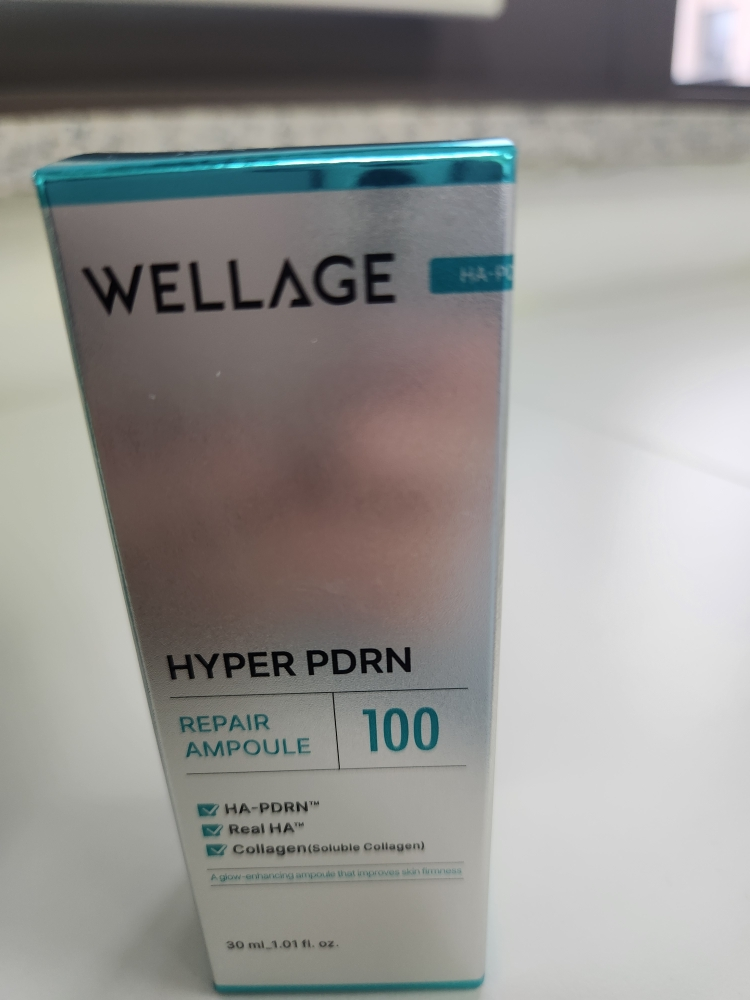 WELLAGE
HYPER PDRN
REPAIR
AMPOULE
100
HA-PDRN™
Real HA™
Collagen(Soluble Collagen)
A glow-enhancing ampoule that improves skin firmness
30 ml_1.01 fl. oz.